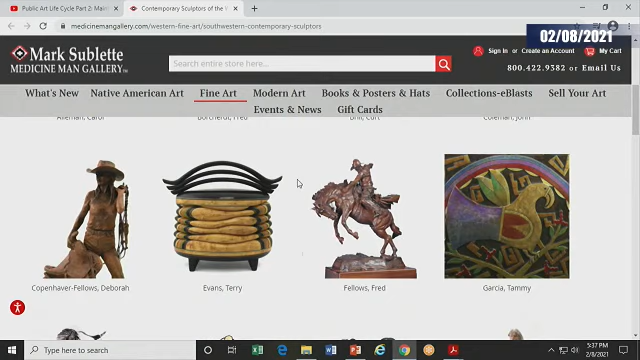 Public Art Life Cycle Part 2: Maint
Contemporary Sculptors of the W
02/08/2021
medicinemangallery.com/western-fine-art/southwestern-contemporary-sculptors
Mark Sublette
MEDICINE MAN GALLERY
Search entire store here...
Sign In or Create an Account
My Cart
800.422.9382 or Email Us
What's New
Native American Art
Fine Art
Modern Art
Books & Posters & Hats
Collections-eBlasts
Sell Your Art
Events & News
Gift Cards
Alleman, Carol
Borcherdt, Fred
Brill, Curt
Coleman, John
Copenhaver-Fellows, Deborah
Evans, Terry
Fellows, Fred
Garcia, Tammy
Type here to search
5:37 PM
2/8/2021